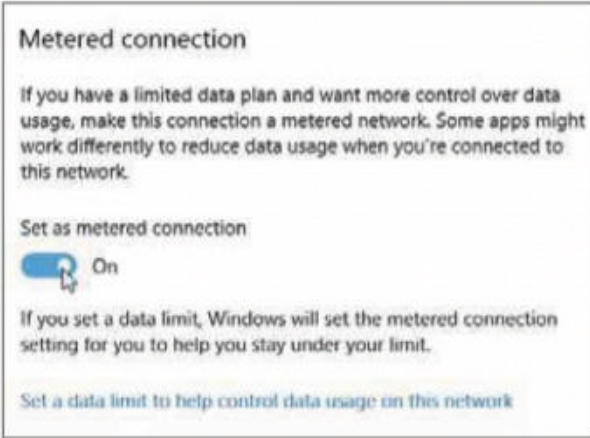 Metered connection
If you have a limited data plan and want more control over data
usage, make this connection a metered network. Some apps might
work differently to reduce data usage when you're connected to
this network.
Set as metered connection
On
If you set a data limit, Windows will set the metered connection
setting for you to help you stay under your limit.
Set a data limit to help control data usage on this network